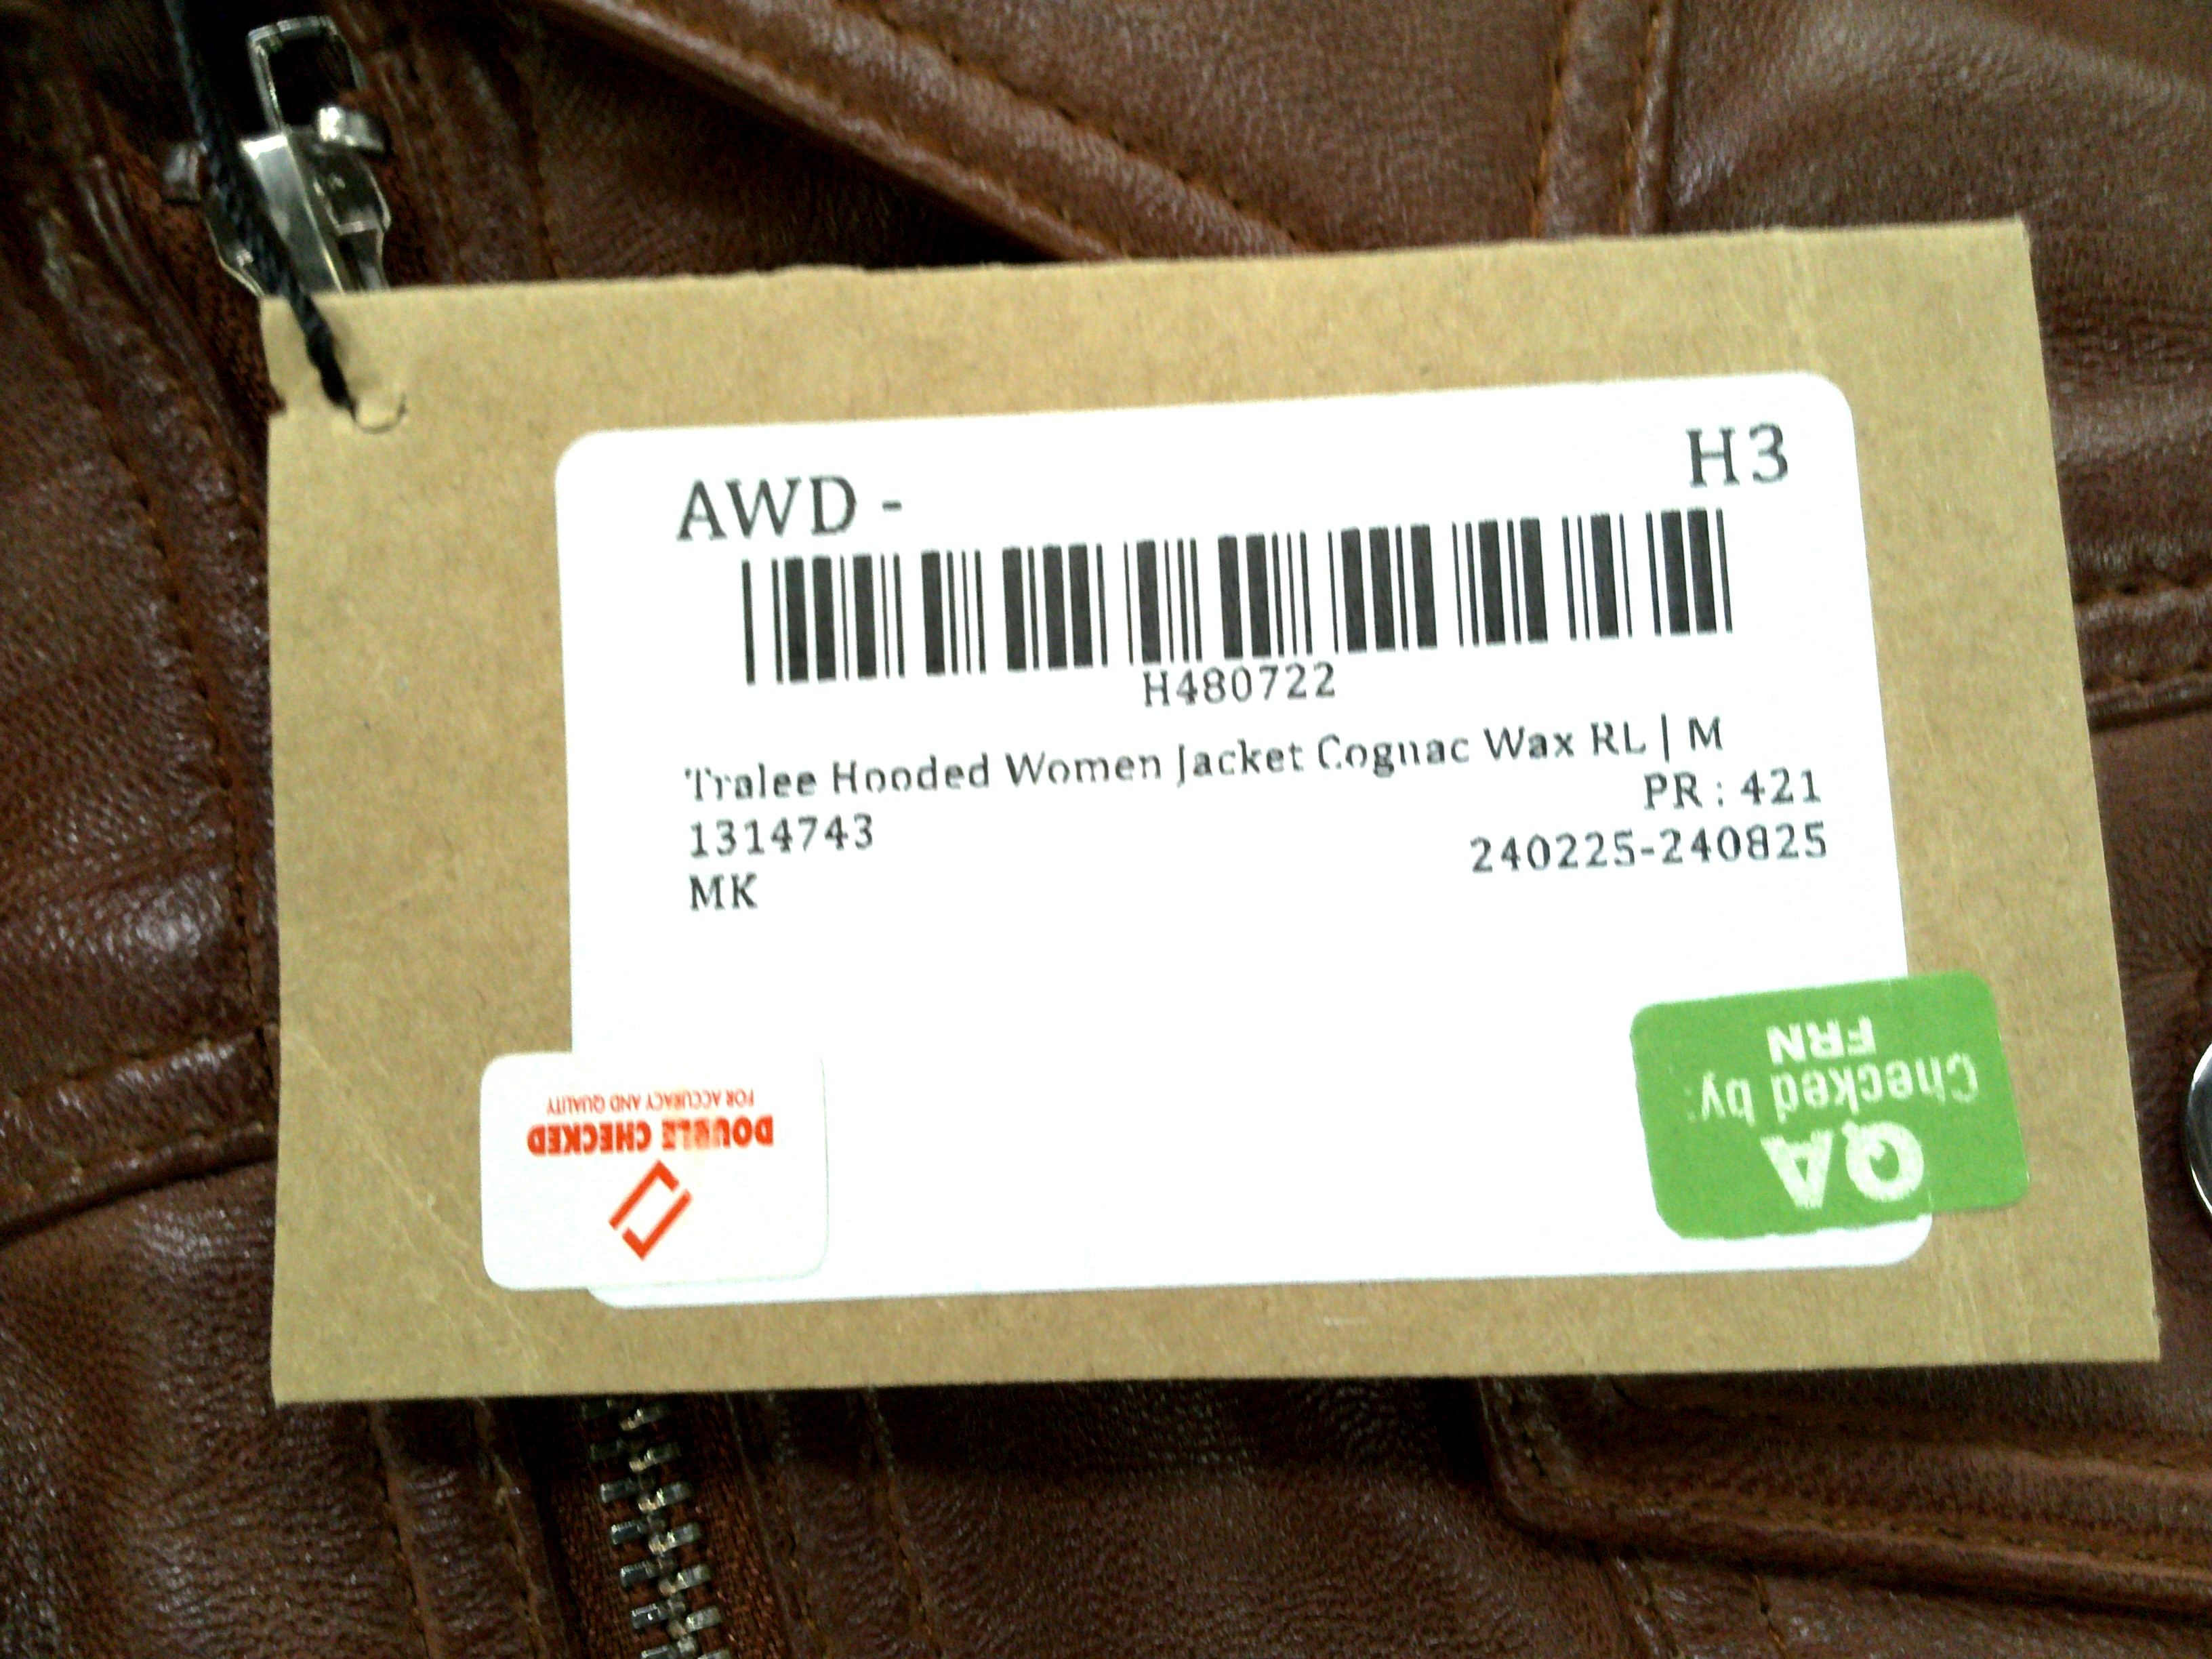 AWD -
H3
H480722
Tralee Hooded Women Jacket Cognac Wax RL | M
PR : 421
1314743
240225-240825
MK
QA
Checked by:
FRN
DOUBLE CHECKED
FOR ACCURACY AND QUALITY